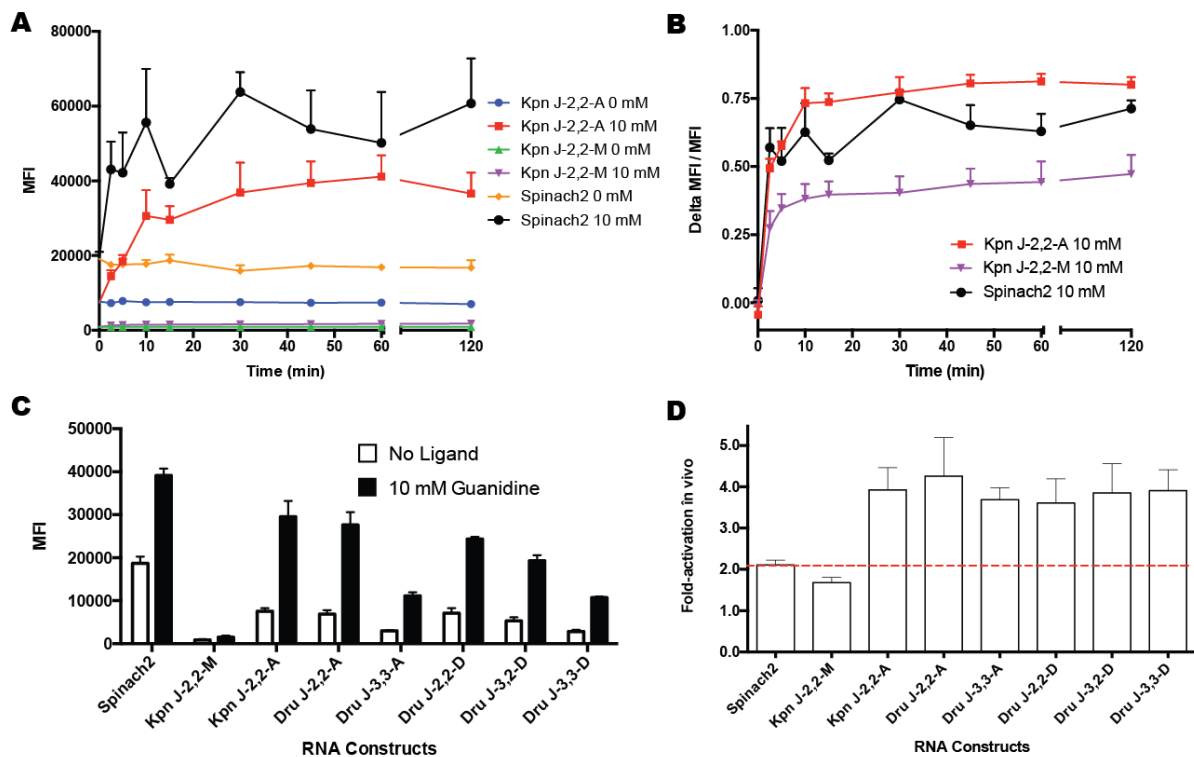 A
80000
60000
40000
20000
0
MFI
0 10 20 30 40 50 60 120
Time (min)
Kpn J-2,2-A 0 mM
Kpn J-2,2-A 10 mM
Kpn J-2,2-M 0 mM
Kpn J-2,2-M 10 mM
Spinach2 0 mM
Spinach2 10 mM
B
1.00
0.75
0.50
0.25
0.00
Delta MFI / MFI
0 10 20 30 40 50 60 120
Time (min)
Kpn J-2,2-A 10 mM
Kpn J-2,2-M 10 mM
Spinach2 10 mM
C
50000
40000
30000
20000
10000
0
MFI
No Ligand
10 mM Guanidine
Spinach2
Kpn J-2,2-M
Kpn J-2,2-A
Dru J-2,2-A
Dru J-3,3-A
Dru J-2,2-D
Dru J-3,2-D
Dru J-3,3-D
RNA Constructs
D
5.0
4.0
3.0
2.0
1.0
0.0
Fold-activation in vivo
Spinach2
Kpn J-2,2-M
Kpn J-2,2-A
Dru J-2,2-A
Dru J-3,3-A
Dru J-2,2-D
Dru J-3,2-D
Dru J-3,3-D
RNA Constructs